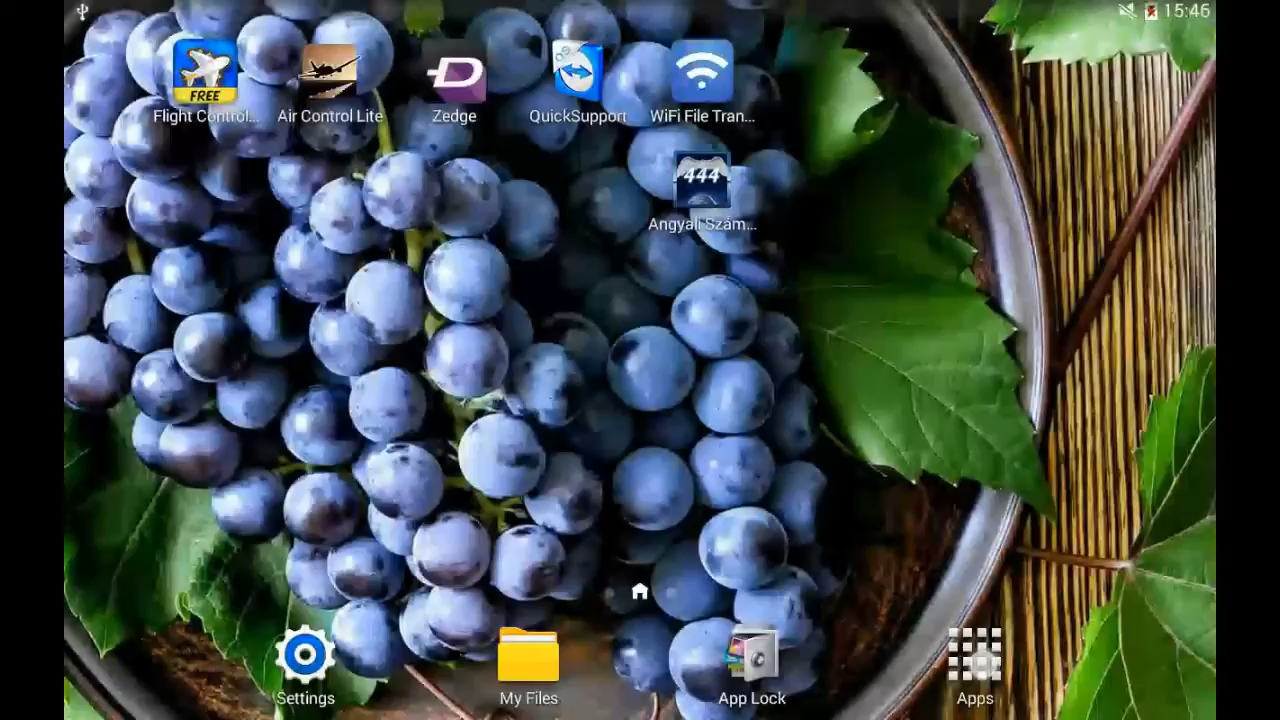 15:46
FREE
Flight Control...
Air Control Lite
Zedge
QuickSupport
WiFi File Tran...
444
Angyali Szám...
Settings
My Files
App Lock
Apps